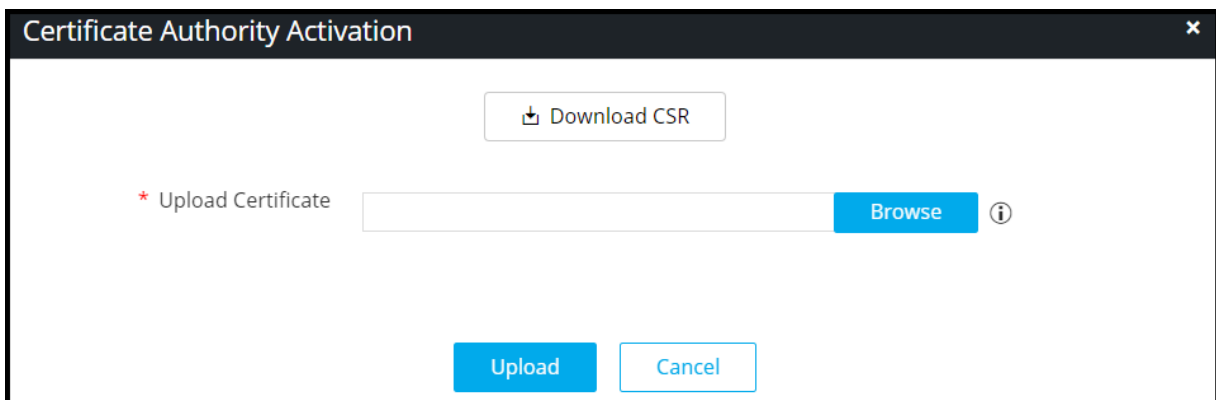 Certificate Authority Activation
Download CSR
* Upload Certificate
Browse
Upload
Cancel